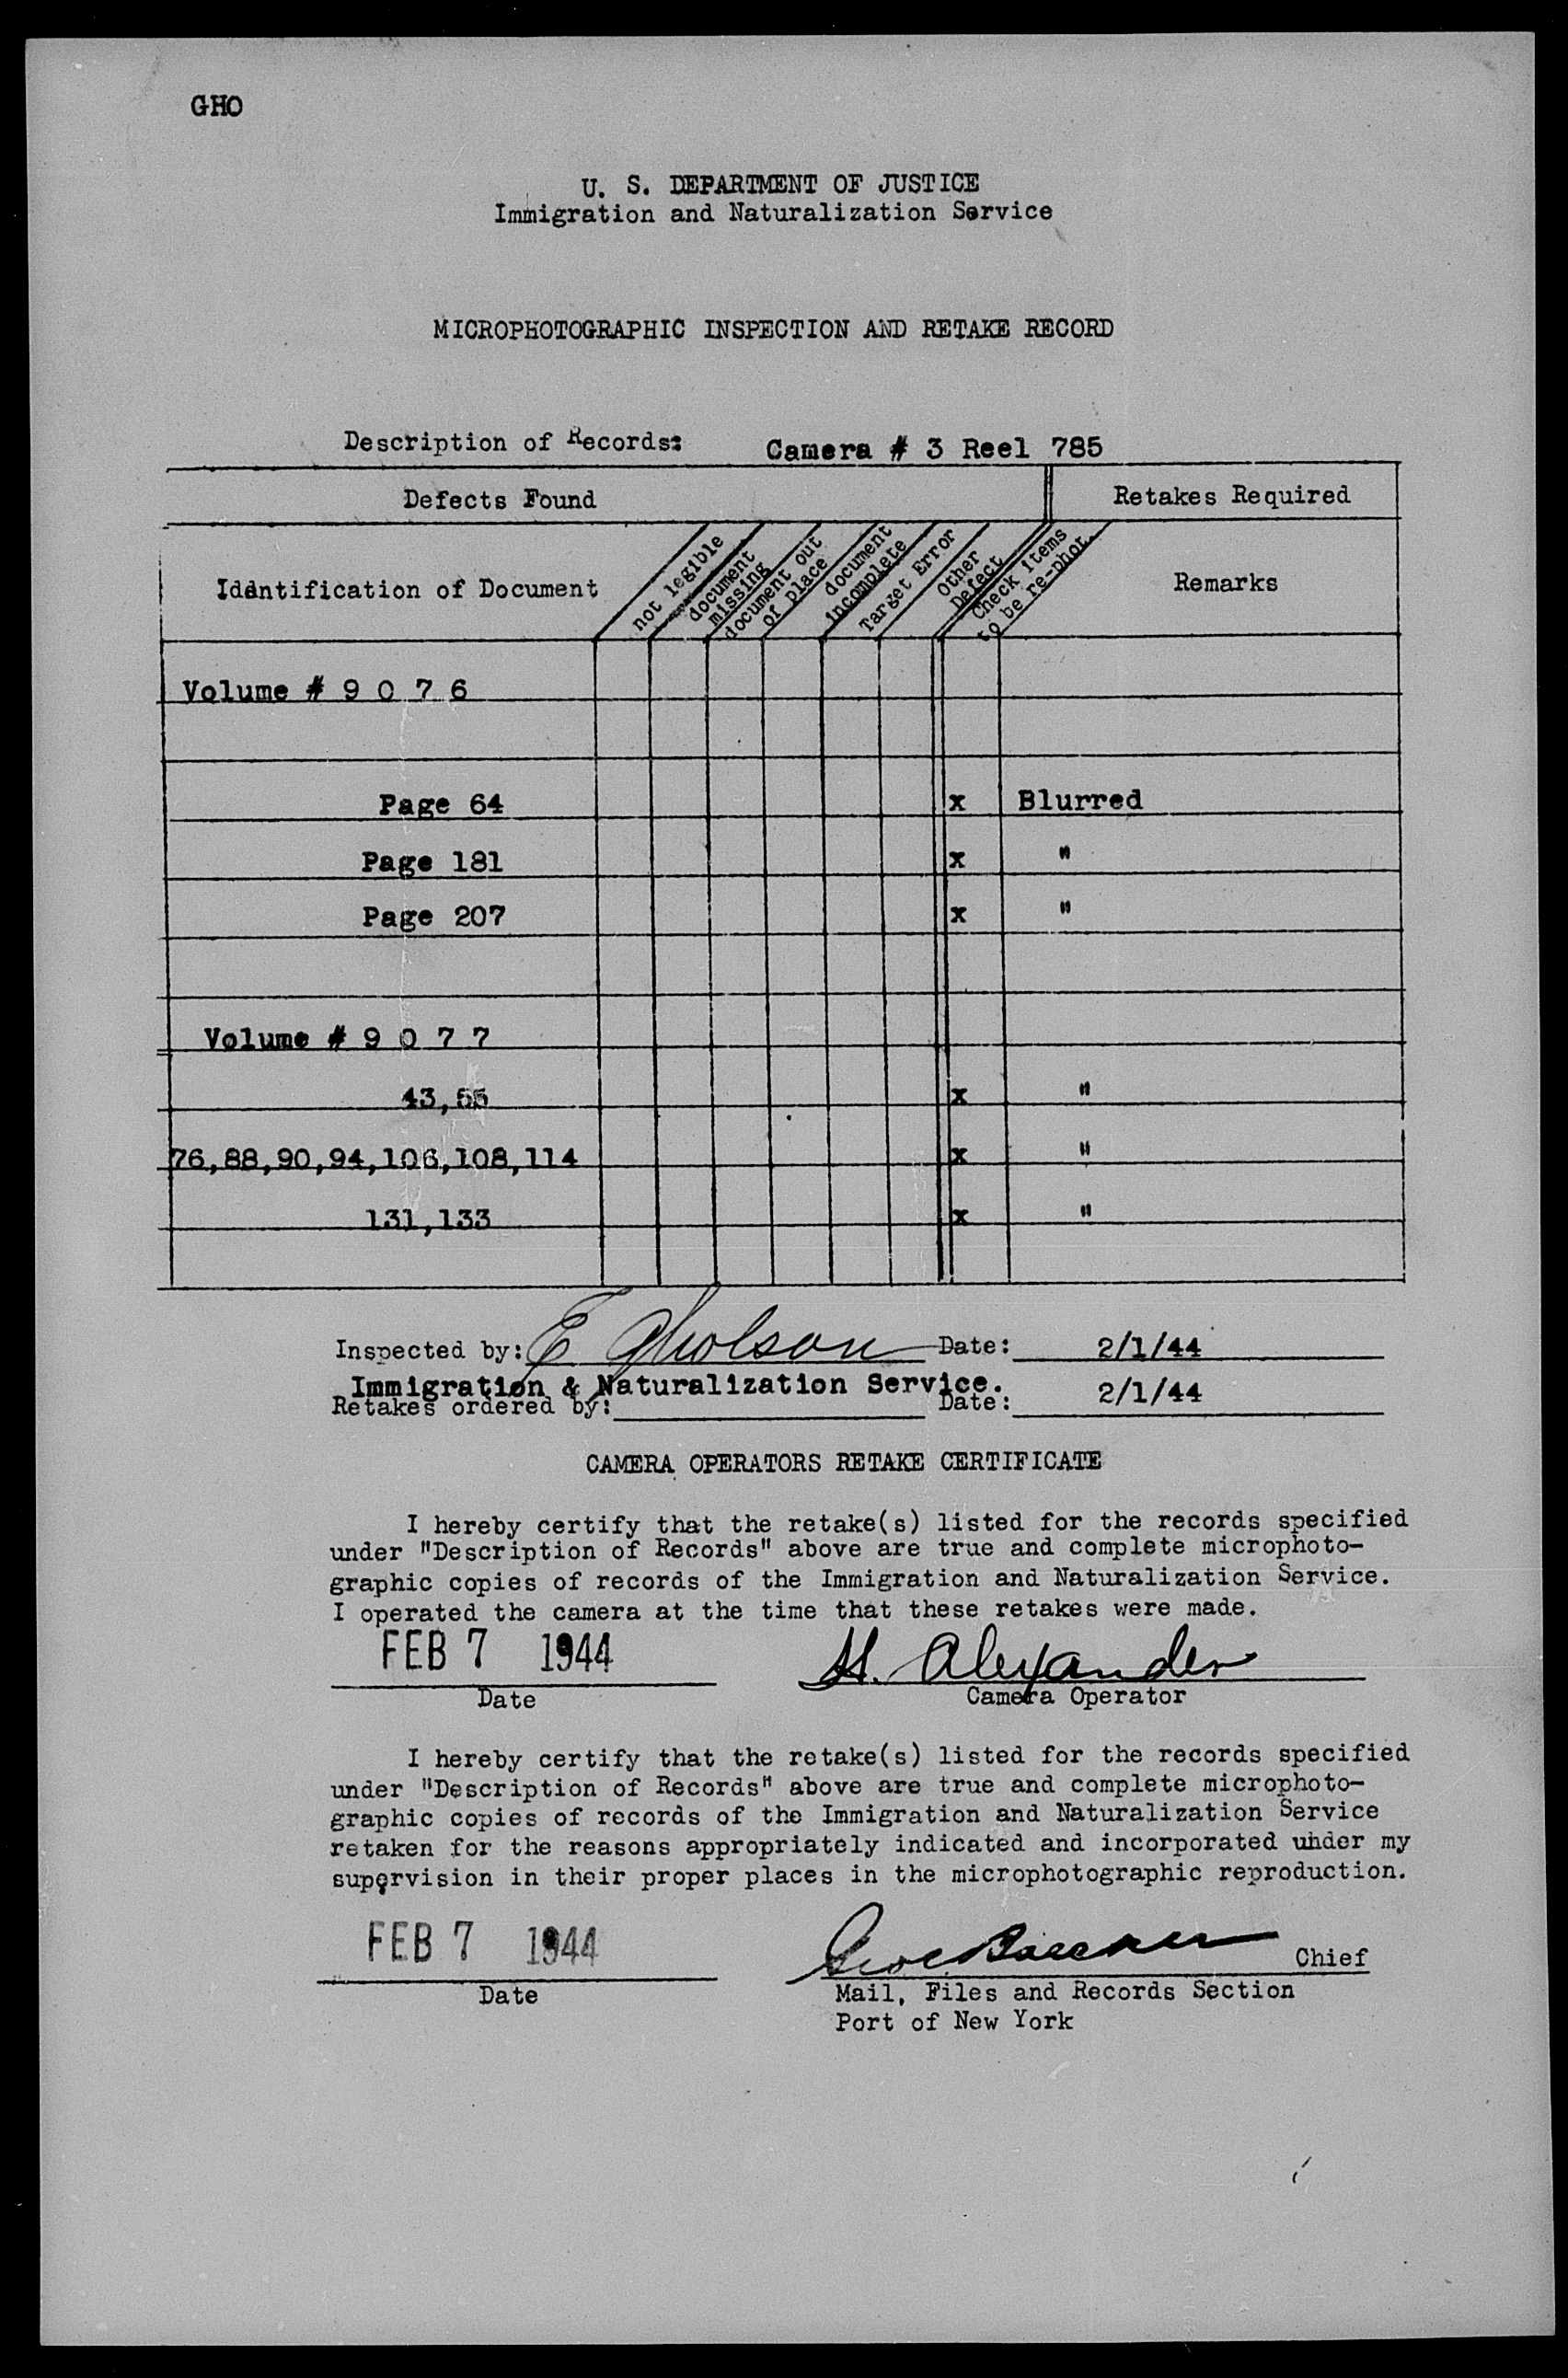 GHO
U. S. DEPARTMENT OF JUSTICE
Immigration and Naturalization Service
MICROPHOTOGRAPHIC INSPECTION AND RETAKE RECORD
Description of Records: Camera # 3 Reel 785
Defects Found Retakes Required
Identification of Document
not legible
document missing
document out of place
document incomplete
Target Error
Other Defect
Check items to be re-phot.
Remarks
Volume # 9 0 7 6
Page 64 x Blurred
Page 181 x "
Page 207 x "
Volume # 9 0 7 7
43,55 x "
76,88,90,94,106,108,114 x "
131,133 x "
Inspected by: E Gholson Date: 2/1/44
Immigration & Naturalization Service.
Retakes ordered by: Date: 2/1/44
CAMERA OPERATORS RETAKE CERTIFICATE
I hereby certify that the retake(s) listed for the records specified
under "Description of Records" above are true and complete microphoto-
graphic copies of records of the Immigration and Naturalization Service.
I operated the camera at the time that these retakes were made.
FEB 7 1944 H. Alexander
Date Camera Operator
I hereby certify that the retake(s) listed for the records specified
under "Description of Records" above are true and complete microphoto-
graphic copies of records of the Immigration and Naturalization Service
retaken for the reasons appropriately indicated and incorporated under my
supervision in their proper places in the microphotographic reproduction.
FEB 7 1944 Chief
Date Mail, Files and Records Section
Port of New York